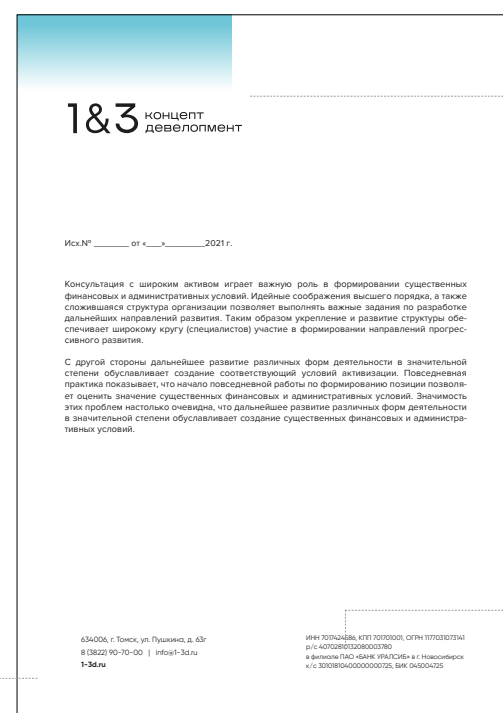 1&3 концепт
девелопмент
Исх.№ ________ от «___»_________2021 г.
Консультация с широким активом играет важную роль в формировании существенных
финансовых и административных условий. Идейные соображения высшего порядка, а также
сложившаяся структура организации позволяет выполнять важные задания по разработке
дальнейших направлений развития. Таким образом укрепление и развитие структуры обе-
спечивает широкому кругу (специалистов) участие в формировании направлений прогрес-
сивного развития.
С другой стороны дальнейшее развитие различных форм деятельности в значительной
степени обуславливает создание соответствующий условий активизации. Повседневная
практика показывает, что начало повседневной работы по формированию позиции позволя-
ет оценить значение существенных финансовых и административных условий. Значимость
этих проблем настолько очевидна, что дальнейшее развитие различных форм деятельности
в значительной степени обуславливает создание существенных финансовых и администра-
тивных условий.
634006, г. Томск, ул. Пушкина, д. 63г
8 (3822) 90-70-00 | info@1-3d.ru
1-3d.ru
ИНН 7017424586, КПП 701701001, ОГРН 1177031073141
р/с 40702810132080003780
в филиале ПАО «БАНК УРАЛСИБ» в г. Новосибирск
к/с 30101810400000000725, БИК 045004725